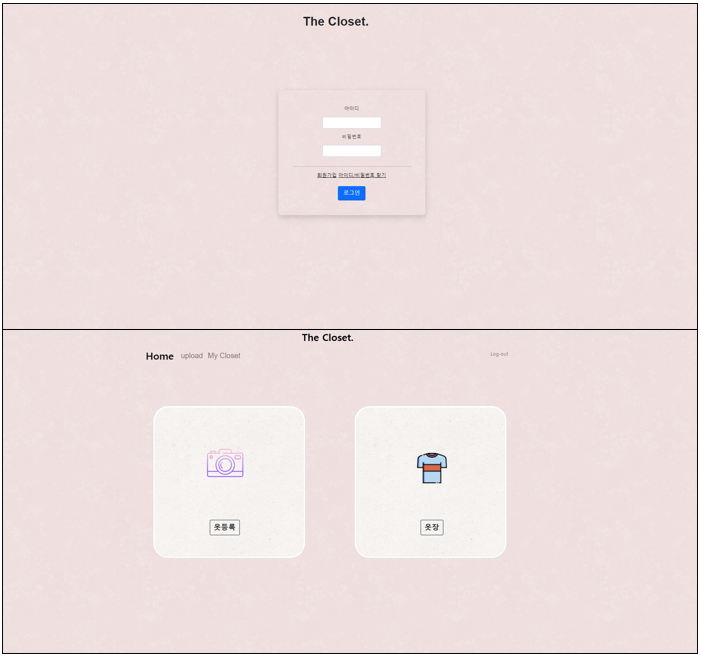 The Closet.
아이디
비밀번호
회원가입 아이디/비밀번호 찾기
로그인
The Closet.
Home upload My Closet Log-out
옷등록
옷장